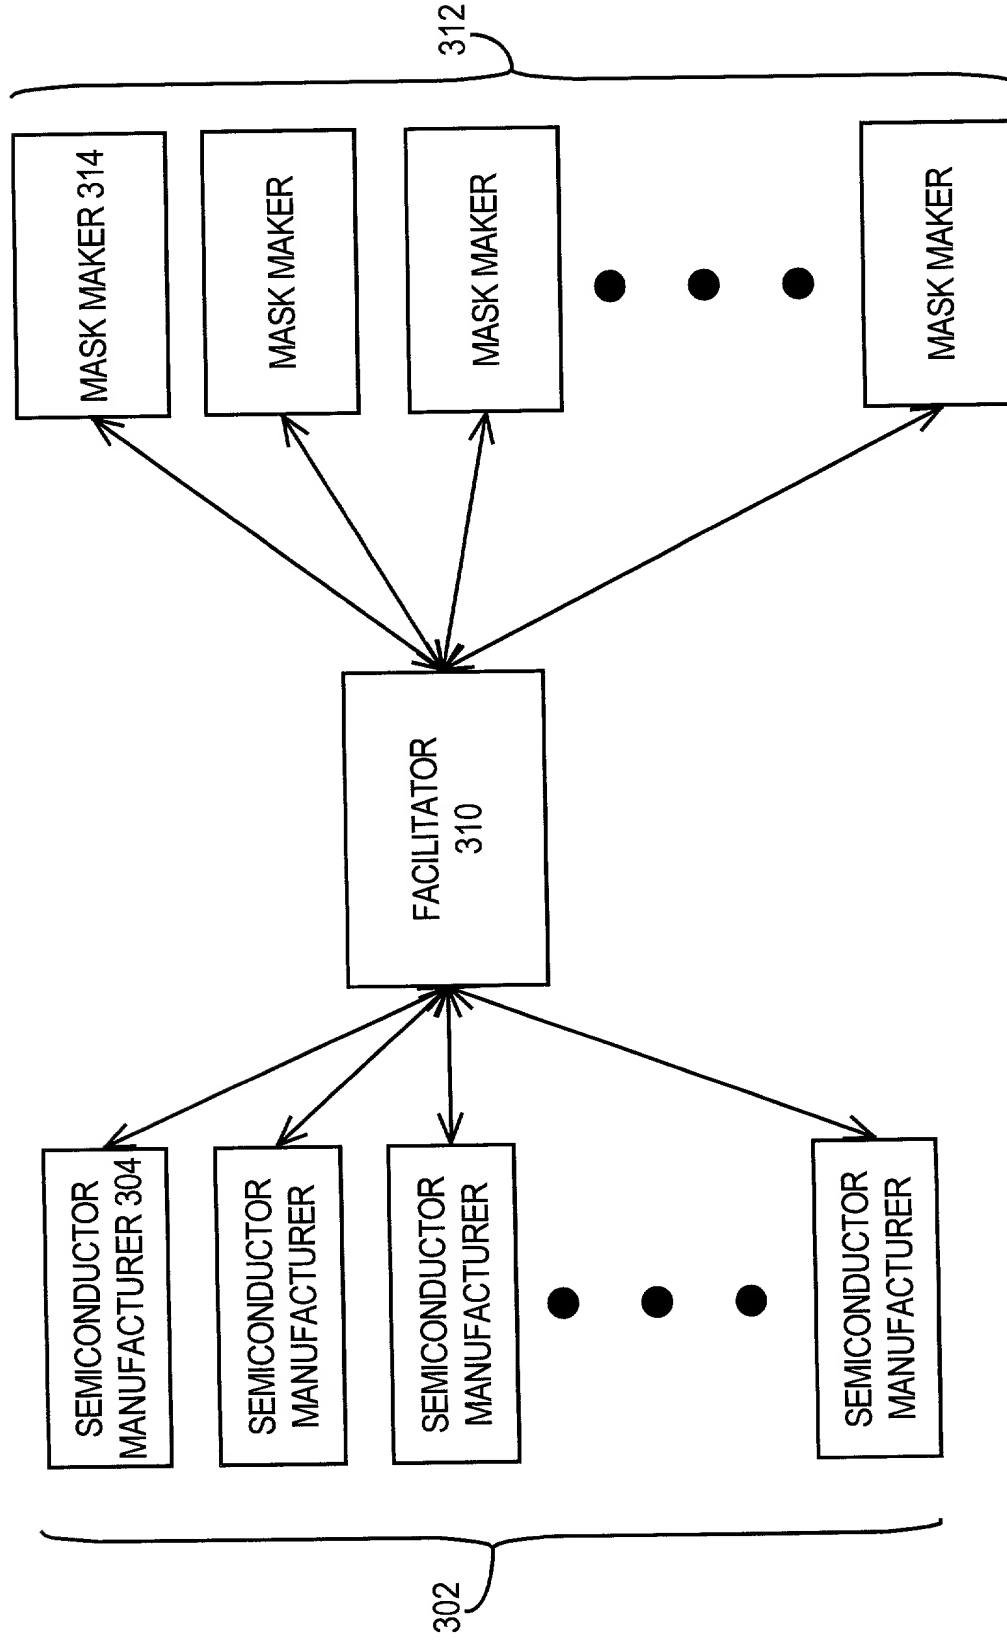 302
SEMICONDUCTOR
MANUFACTURER 304
SEMICONDUCTOR
MANUFACTURER
SEMICONDUCTOR
MANUFACTURER
SEMICONDUCTOR
MANUFACTURER
FACILITATOR
310
MASK MAKER 314
MASK MAKER
MASK MAKER
MASK MAKER
312